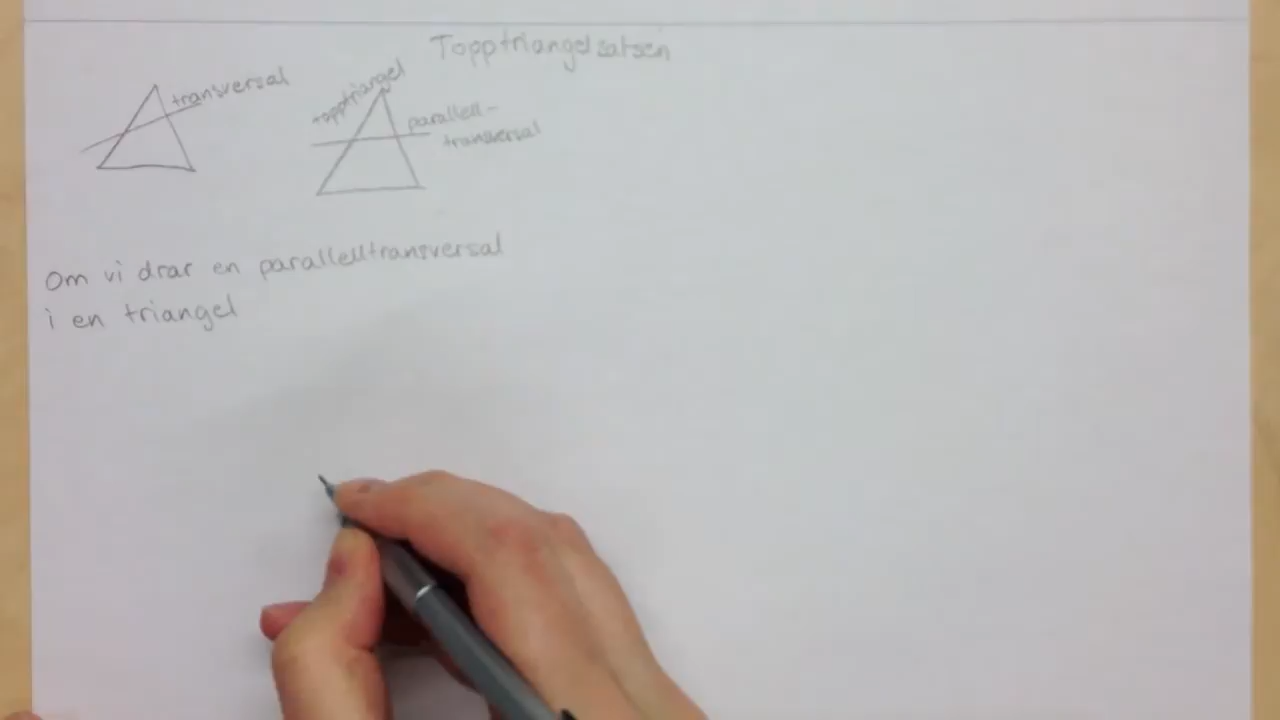 Topptriangelsatsen
transversal
topptriangel
parallell-
transversal
Om vi drar en parallelltransversal
i en triangel